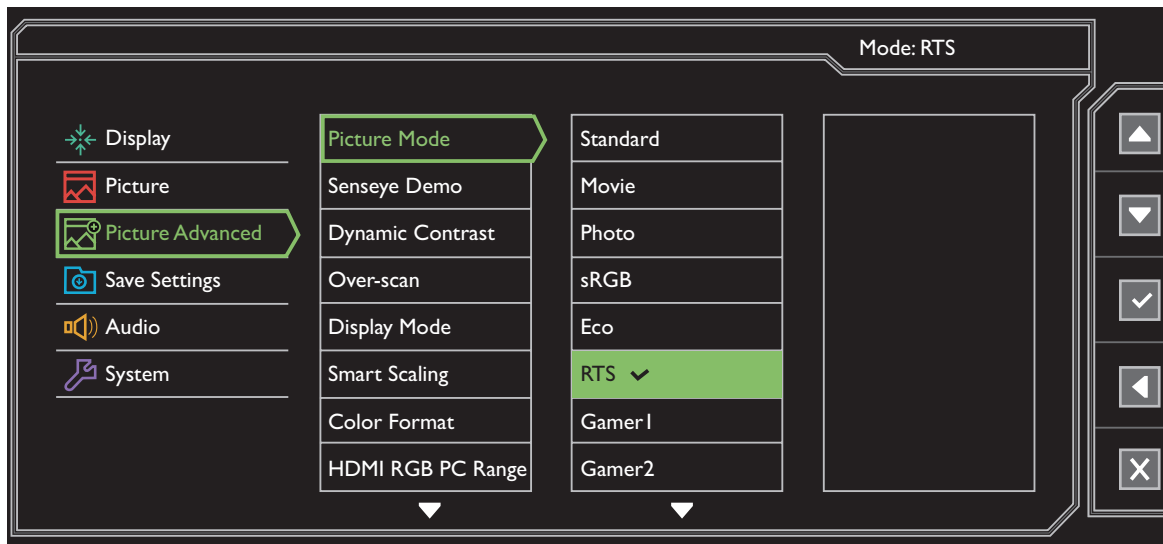 Mode: RTS
Display
Picture
Picture Advanced
Save Settings
Audio
System
Picture Mode
Senseye Demo
Dynamic Contrast
Over-scan
Display Mode
Smart Scaling
Color Format
HDMI RGB PC Range
Standard
Movie
Photo
sRGB
Eco
RTS
Gamer1
Gamer2